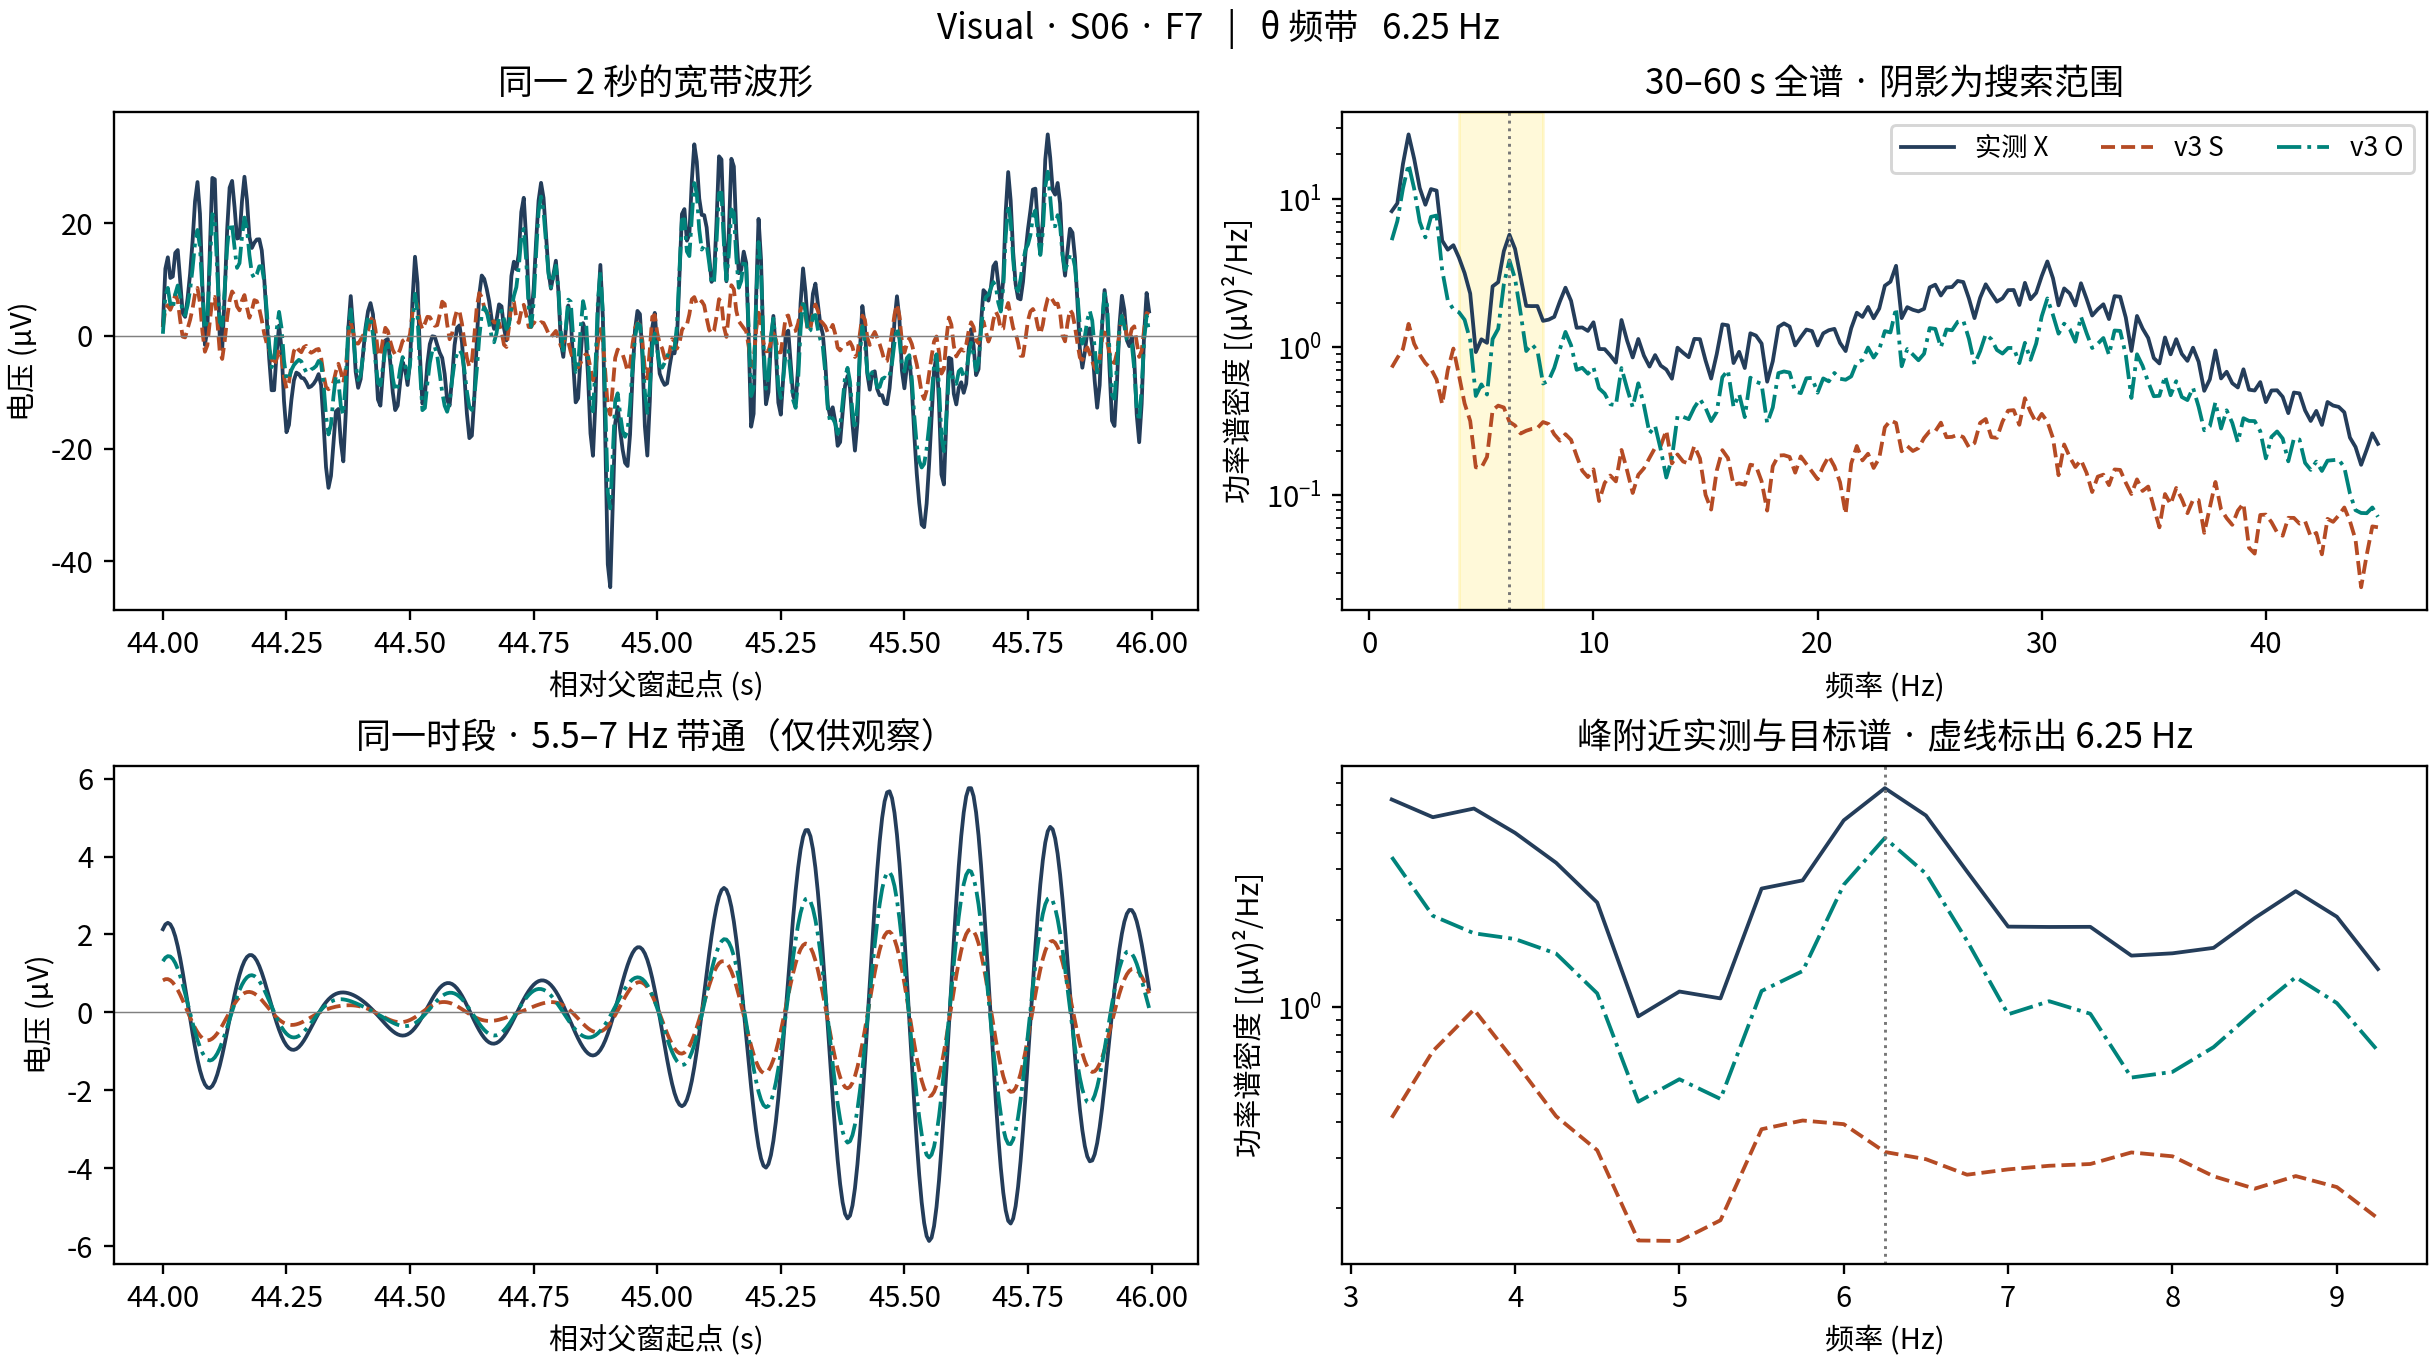 Visual · S06 · F7 | θ 频带 6.25 Hz
同一 2 秒的宽带波形
电压 (μV)
20
0
-20
-40
44.00 44.25 44.50 44.75 45.00 45.25 45.50 45.75 46.00
相对父窗起点 (s)
30–60 s 全谱 · 阴影为搜索范围
实测 X v3 S v3 O
功率谱密度 [(μV)²/Hz]
10¹
10⁰
10⁻¹
0 10 20 30 40
频率 (Hz)
同一时段 · 5.5–7 Hz 带通（仅供观察）
电压 (μV)
6
4
2
0
-2
-4
-6
44.00 44.25 44.50 44.75 45.00 45.25 45.50 45.75 46.00
相对父窗起点 (s)
峰附近实测与目标谱 · 虚线标出 6.25 Hz
功率谱密度 [(μV)²/Hz]
10⁰
3 4 5 6 7 8 9
频率 (Hz)